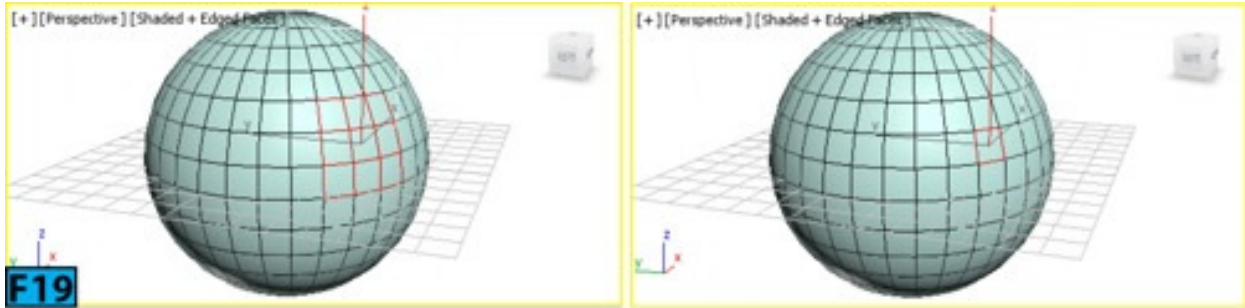 [+] [Perspective] [Shaded + Edged Faces]
[+] [Perspective] [Shaded + Edged Faces]
z
x
z
x
y
F19